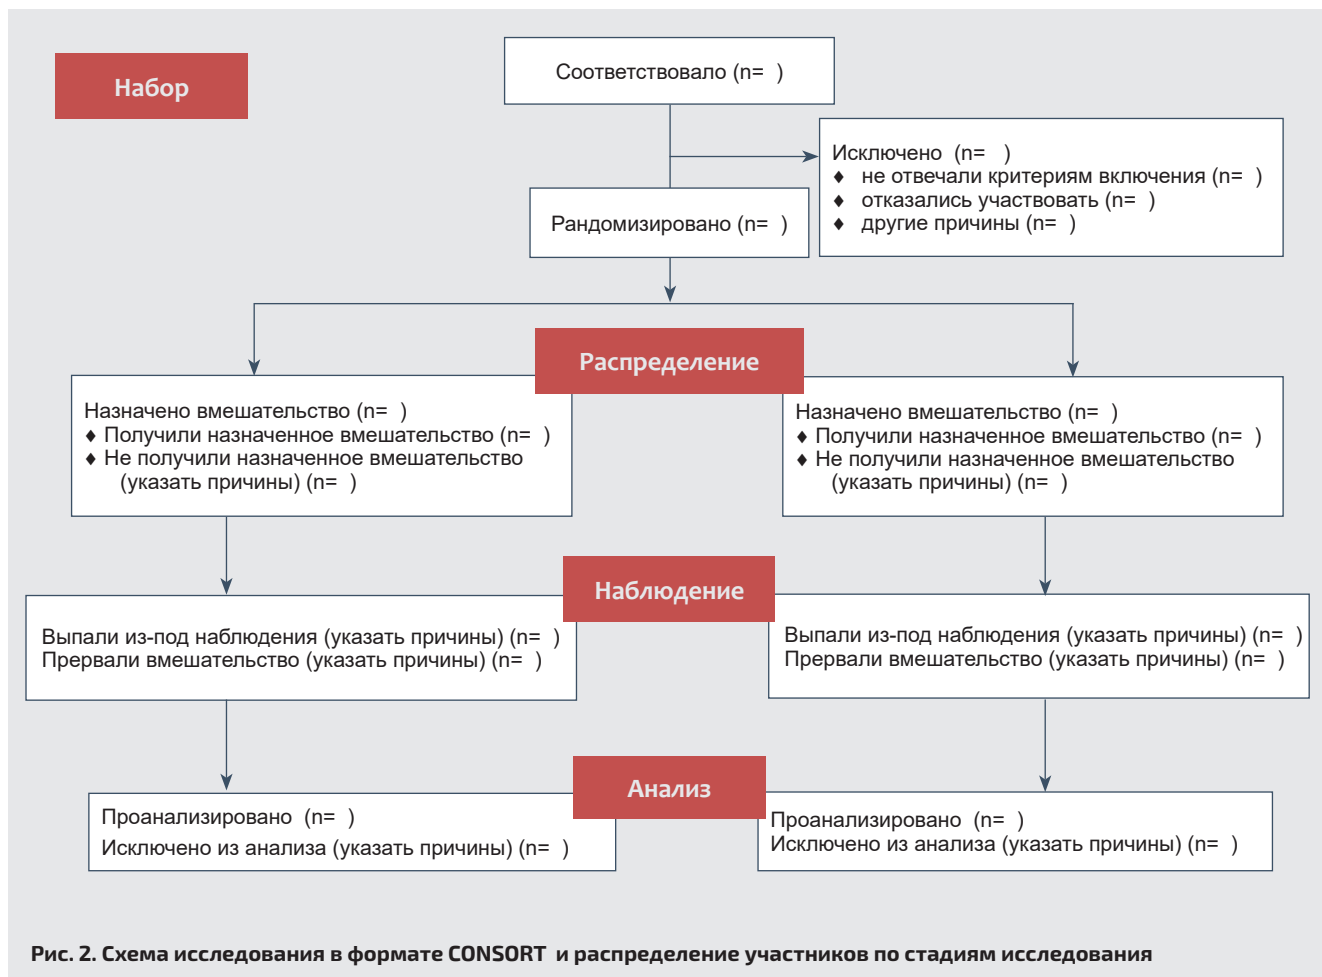 Набор
Соответствовало (n=  )
Исключено  (n=   )
♦ не отвечали критериям включения (n=  )
♦ отказались участвовать (n=  )
♦ другие причины (n=  )
Рандомизировано (n=  )
Распределение
Назначено вмешательство (n=  )
♦ Получили назначенное вмешательство (n=  )
♦ Не получили назначенное вмешательство
(указать причины) (n=  )
Назначено вмешательство (n=  )
♦ Получили назначенное вмешательство (n=  )
♦ Не получили назначенное вмешательство
(указать причины) (n=  )
Наблюдение
Выпали из-под наблюдения (указать причины) (n=  )
Прервали вмешательство (указать причины) (n=  )
Выпали из-под наблюдения (указать причины) (n=  )
Прервали вмешательство (указать причины) (n=  )
Анализ
Проанализировано  (n=  )
Исключено из анализа (указать причины) (n=  )
Проанализировано  (n=  )
Исключено из анализа (указать причины) (n=  )
Рис. 2. Схема исследования в формате CONSORT  и распределение участников по стадиям исследования